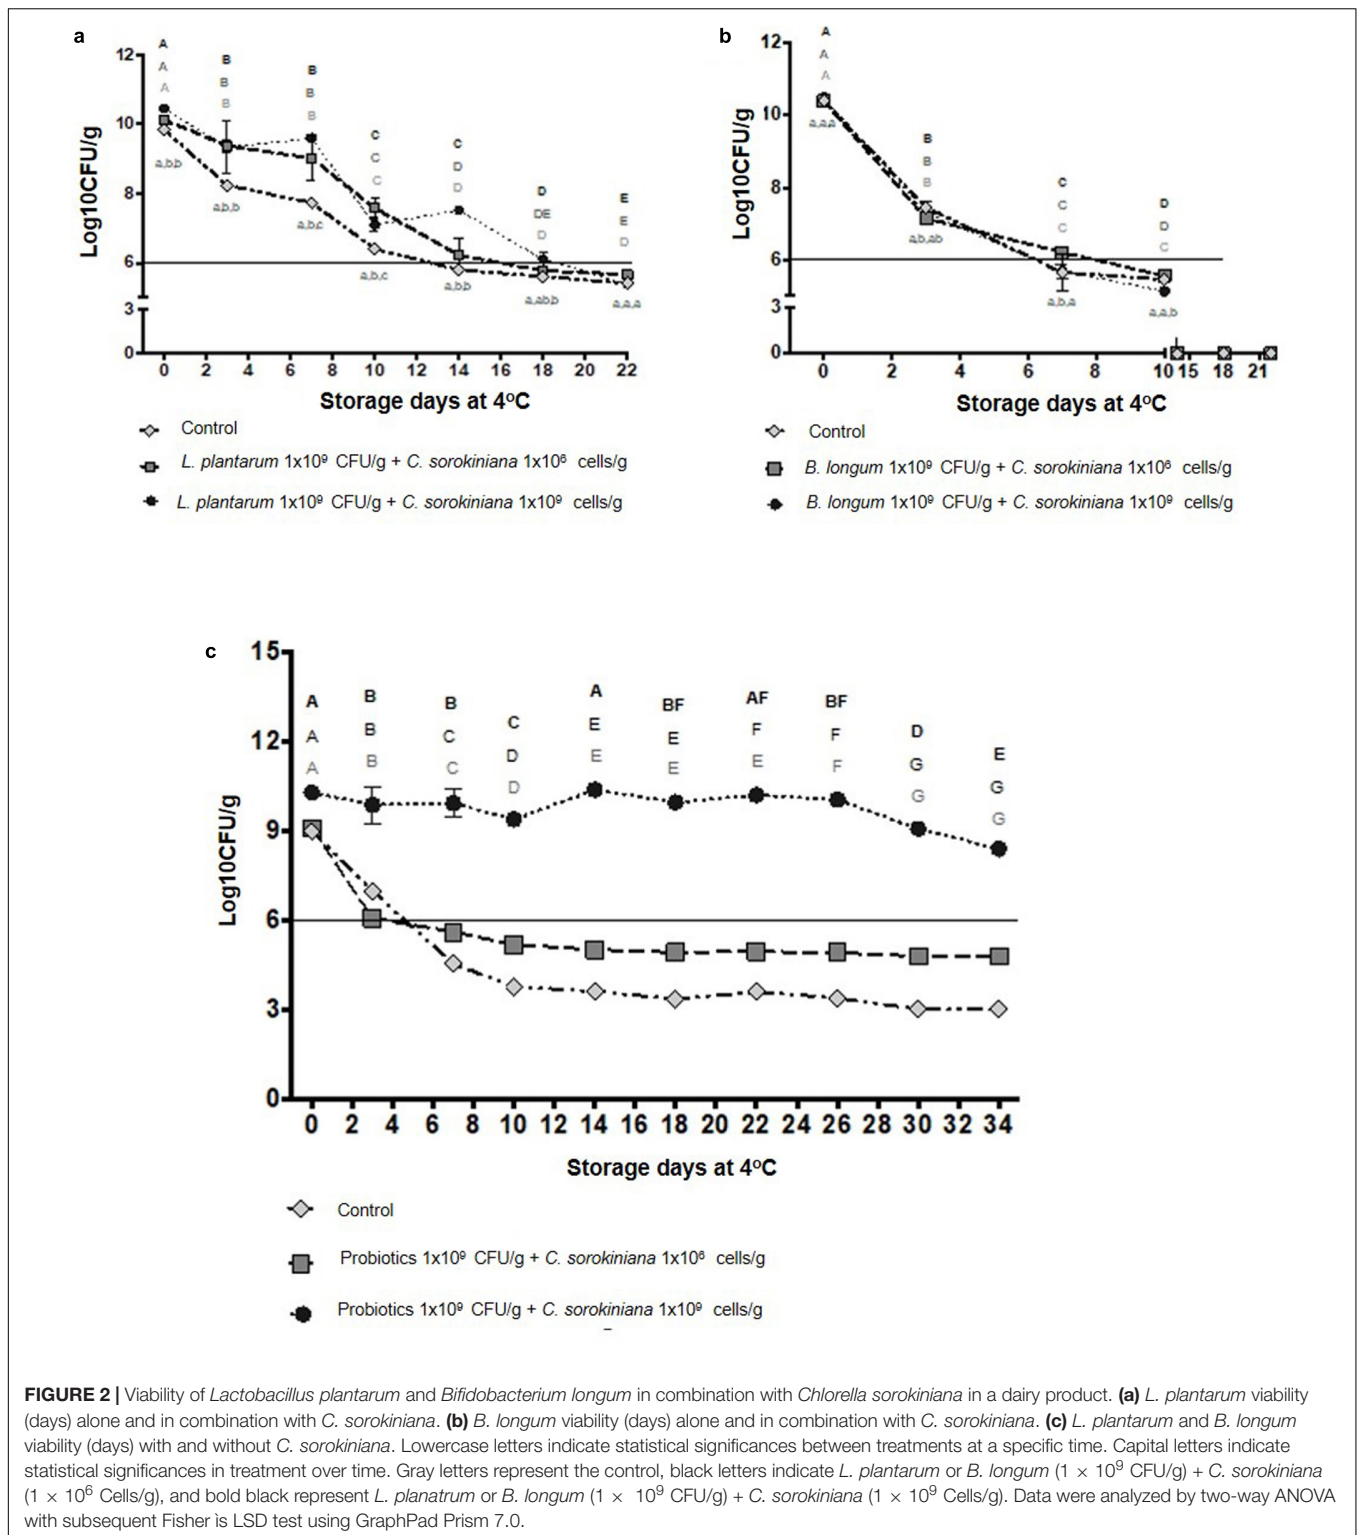 a
12
10
8
6
3
0
Log10CFU/g
A
A
A
B
B
B
B
B
B
C
C
C
C
D
D
D
DE
D
E
E
D
a,b,b
a,b,b
a,b,c
a,b,c
a,b,b
a,ab,b
a,a,a
0 2 4 6 8 10 12 14 16 18 20 22
Storage days at 4ºC
Control
L. plantarum 1x10⁹ CFU/g + C. sorokiniana 1x10⁶ cells/g
L. plantarum 1x10⁹ CFU/g + C. sorokiniana 1x10⁹ cells/g
b
12
10
8
6
3
0
Log10CFU/g
A
A
A
B
B
B
C
C
C
D
D
C
a,a,a
a,b,ab
a,b,a
a,a,b
0 2 4 6 8 10 15 18 21
Storage days at 4ºC
Control
B. longum 1x10⁹ CFU/g + C. sorokiniana 1x10⁶ cells/g
B. longum 1x10⁹ CFU/g + C. sorokiniana 1x10⁹ cells/g
c
15
12
9
6
3
0
Log10CFU/g
A
A
A
B
B
B
B
C
C
C
D
D
A
E
E
BF
E
E
AF
F
E
BF
F
F
D
G
G
E
G
G
0 2 4 6 8 10 12 14 16 18 20 22 24 26 28 30 32 34
Storage days at 4ºC
Control
Probiotics 1x10⁹ CFU/g + C. sorokiniana 1x10⁶ cells/g
Probiotics 1x10⁹ CFU/g + C. sorokiniana 1x10⁹ cells/g
FIGURE 2 | Viability of Lactobacillus plantarum and Bifidobacterium longum in combination with Chlorella sorokiniana in a dairy product. (a) L. plantarum viability
(days) alone and in combination with C. sorokiniana. (b) B. longum viability (days) alone and in combination with C. sorokiniana. (c) L. plantarum and B. longum
viability (days) with and without C. sorokiniana. Lowercase letters indicate statistical significances between treatments at a specific time. Capital letters indicate
statistical significances in treatment over time. Gray letters represent the control, black letters indicate L. plantarum or B. longum (1 × 10⁹ CFU/g) + C. sorokiniana
(1 × 10⁶ Cells/g), and bold black represent L. planatrum or B. longum (1 × 10⁹ CFU/g) + C. sorokiniana (1 × 10⁹ Cells/g). Data were analyzed by two-way ANOVA
with subsequent Fisher ìs LSD test using GraphPad Prism 7.0.